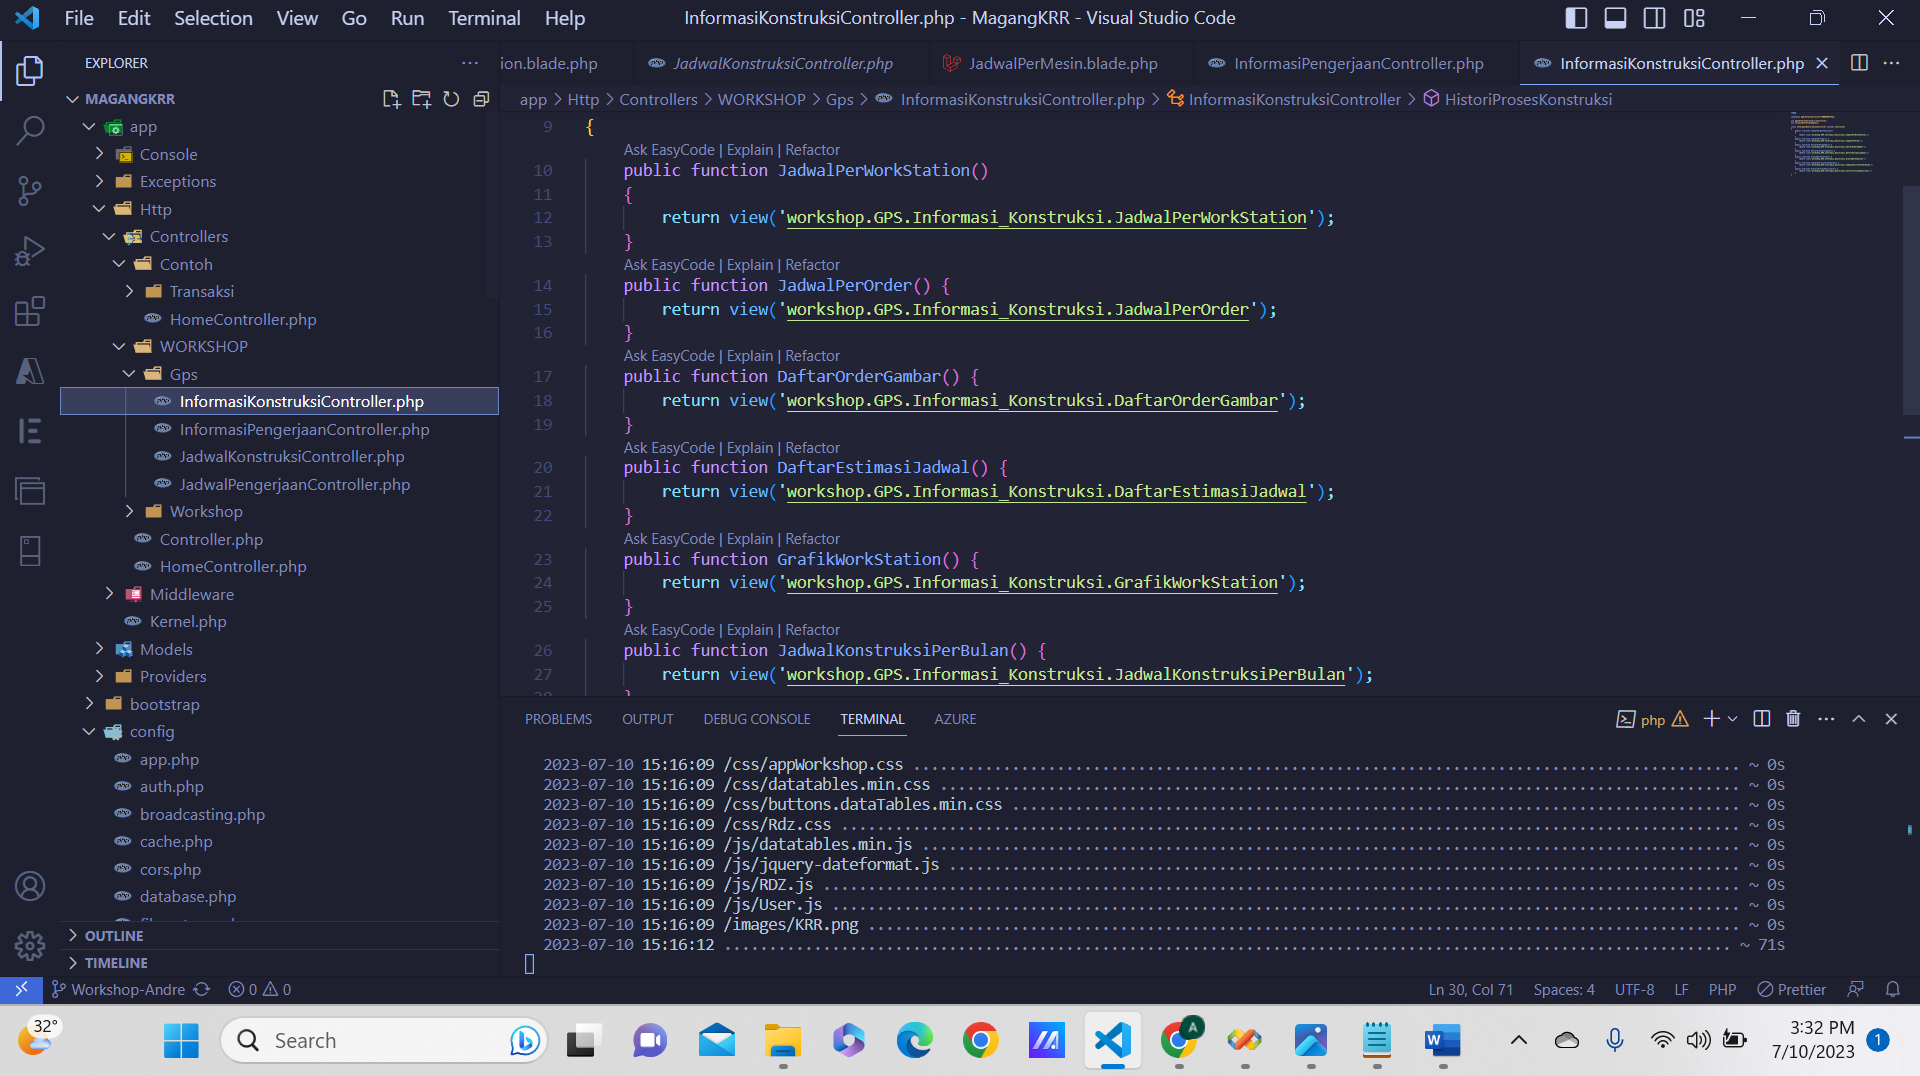 File Edit Selection View Go Run Terminal Help InformasiKonstruksiController.php - MagangKRR - Visual Studio Code
EXPLORER
ion.blade.php JadwalKonstruksiController.php JadwalPerMesin.blade.php InformasiPengerjaanController.php InformasiKonstruksiController.php
app > Http > Controllers > WORKSHOP > Gps > InformasiKonstruksiController.php > InformasiKonstruksiController > HistoriProsesKonstruksi
MAGANGKRR
app
Console
Exceptions
Http
Controllers
Contoh
Transaksi
HomeController.php
WORKSHOP
Gps
InformasiKonstruksiController.php
InformasiPengerjaanController.php
JadwalKonstruksiController.php
JadwalPengerjaanController.php
Workshop
Controller.php
HomeController.php
Middleware
Kernel.php
Models
Providers
bootstrap
config
app.php
auth.php
broadcasting.php
cache.php
cors.php
database.php
OUTLINE
TIMELINE
9 {
Ask EasyCode | Explain | Refactor
10 public function JadwalPerWorkStation()
11 {
12 return view('workshop.GPS.Informasi_Konstruksi.JadwalPerWorkStation');
13 }
Ask EasyCode | Explain | Refactor
14 public function JadwalPerOrder() {
15 return view('workshop.GPS.Informasi_Konstruksi.JadwalPerOrder');
16 }
Ask EasyCode | Explain | Refactor
17 public function DaftarOrderGambar() {
18 return view('workshop.GPS.Informasi_Konstruksi.DaftarOrderGambar');
19 }
Ask EasyCode | Explain | Refactor
20 public function DaftarEstimasiJadwal() {
21 return view('workshop.GPS.Informasi_Konstruksi.DaftarEstimasiJadwal');
22 }
Ask EasyCode | Explain | Refactor
23 public function GrafikWorkStation() {
24 return view('workshop.GPS.Informasi_Konstruksi.GrafikWorkStation');
25 }
Ask EasyCode | Explain | Refactor
26 public function JadwalKonstruksiPerBulan() {
27 return view('workshop.GPS.Informasi_Konstruksi.JadwalKonstruksiPerBulan');
PROBLEMS OUTPUT DEBUG CONSOLE TERMINAL AZURE php
2023-07-10 15:16:09 /css/appWorkshop.css ........ ~ 0s
2023-07-10 15:16:09 /css/datatables.min.css ........ ~ 0s
2023-07-10 15:16:09 /css/buttons.dataTables.min.css ........ ~ 0s
2023-07-10 15:16:09 /css/Rdz.css ........ ~ 0s
2023-07-10 15:16:09 /js/datatables.min.js ........ ~ 0s
2023-07-10 15:16:09 /js/jquery-dateformat.js ........ ~ 0s
2023-07-10 15:16:09 /js/RDZ.js ........ ~ 0s
2023-07-10 15:16:09 /js/User.js ........ ~ 0s
2023-07-10 15:16:09 /images/KRR.png ........ ~ 0s
2023-07-10 15:16:12 ........ ~ 71s
Workshop-Andre 0 0 Ln 30, Col 71 Spaces: 4 UTF-8 LF PHP Prettier
32° Search A W 3:32 PM
7/10/2023 1